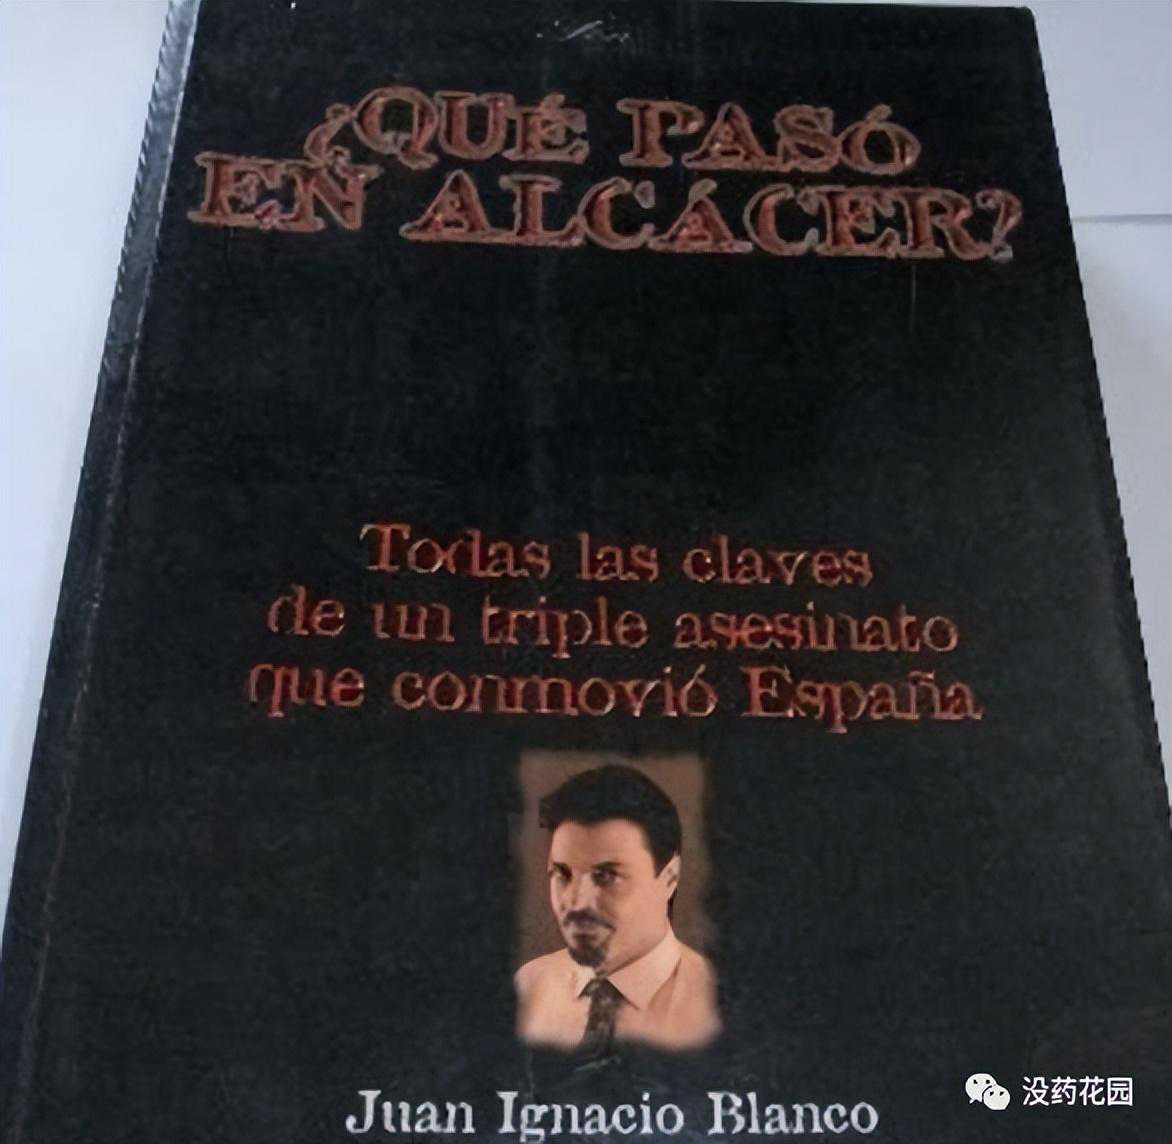 ¿QUÉ PASÓ
EN ALCÁCER?
Todas las claves
de un triple asesinato
que conmovió España
Juan Ignacio Blanco
没药花园